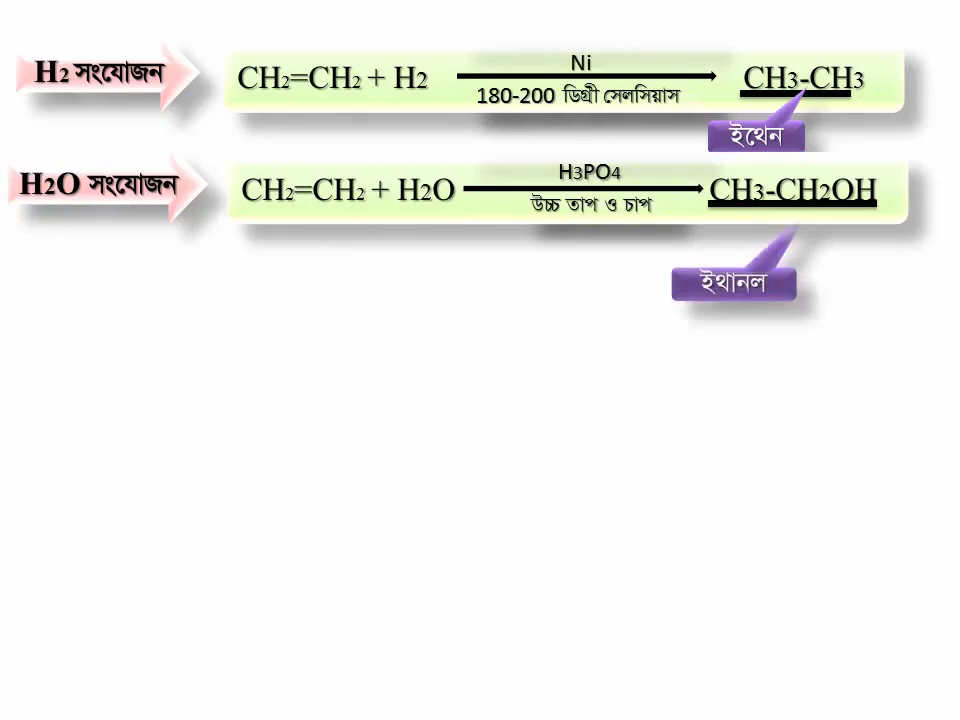 H2 সংযোজন
CH2=CH2 + H2
Ni
180-200 ডিগ্রী সেলসিয়াস
CH3-CH3
ইথেন
H2O সংযোজন
CH2=CH2 + H2O
H3PO4
উচ্চ তাপ ও চাপ
CH3-CH2OH
ইথানল